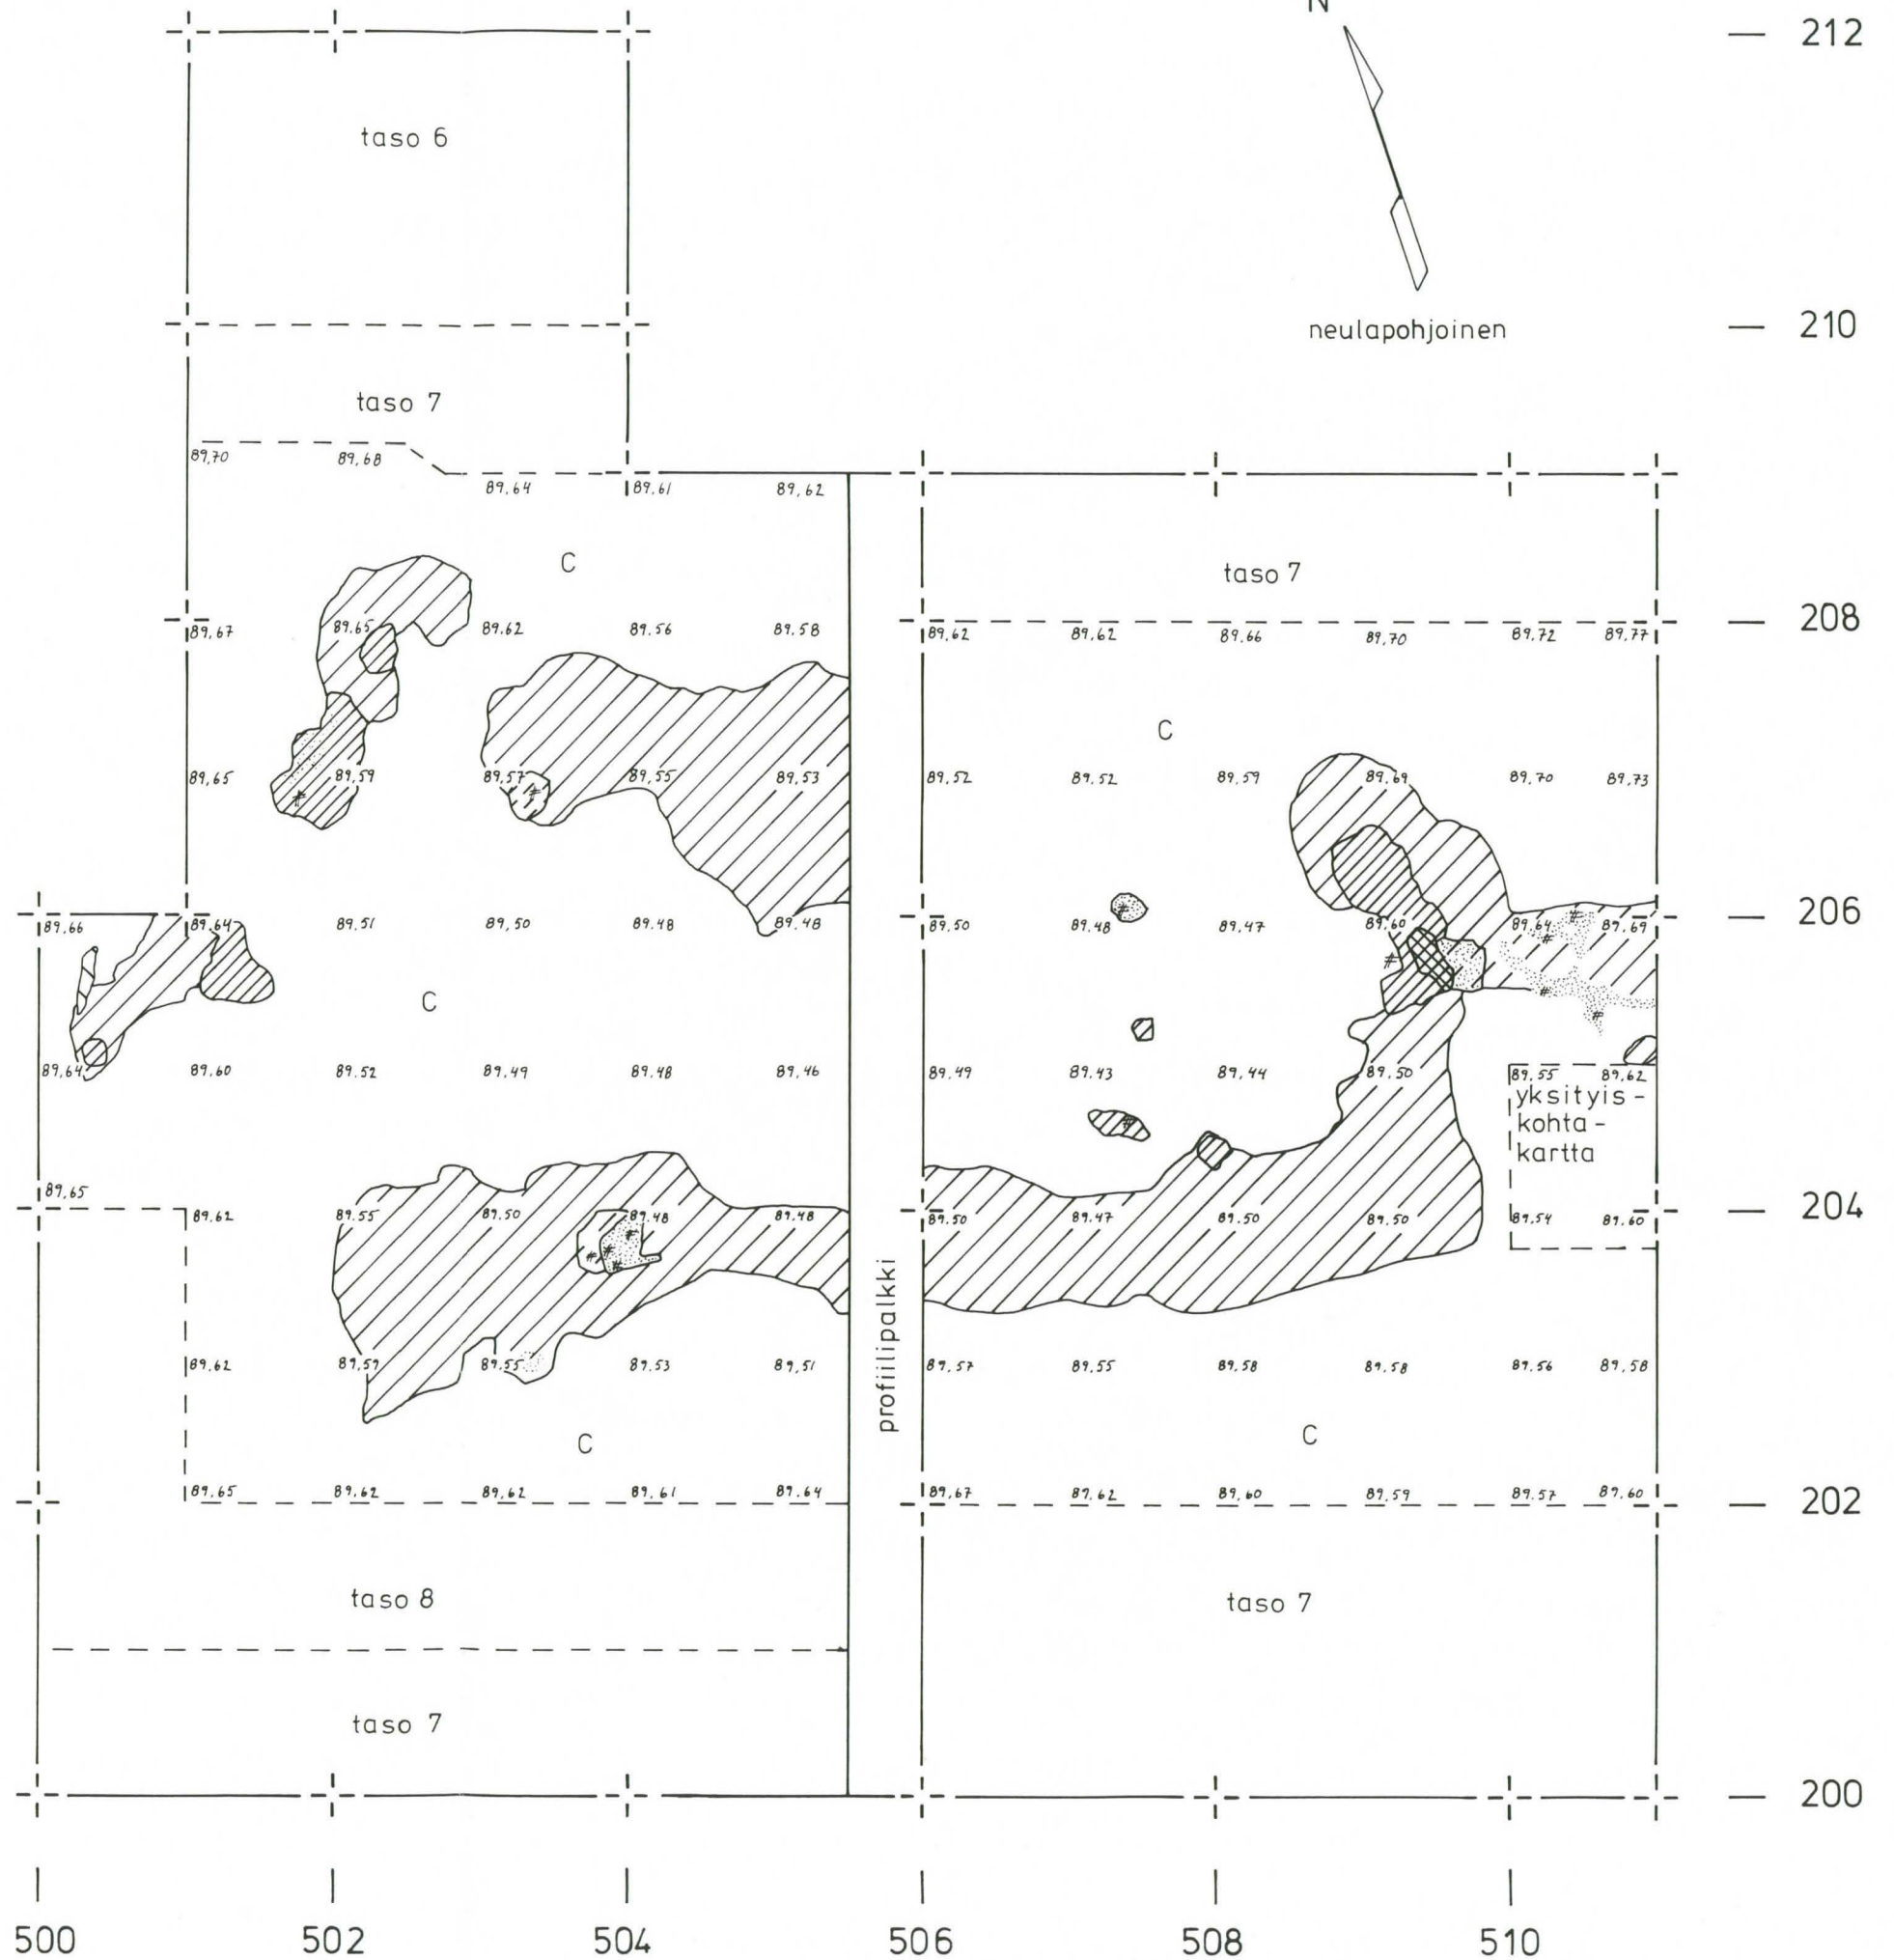 N
212
taso 6
210
neulapohjoinen
taso 7
89,70 89,68
89,64 89,61 89,62
C
taso 7
89,67 89.65 89,62 89,56 89.58 89,62 89,62 89.66 89,70 89,72 89,77
208
C
89,65 89,59 89,57 89,55 89,53 89,52 89,52 89,59 89,69 89,70 89,73
206
89,66 89,64 89,51 89,50 89.48 89.48 89.50 89.48 89.47 89.60 89.64 89,69
C
89,64 89.60 89.52 89,49 89.48 89,46 89,49 89.43 89,44 89,50 89,55 89,62
yksityis-
kohta-
kartta
89,65
89.62 89.55 89.50 89.48 89.48 89.50 89.47 89.50 89.50 89.54 89.60
204
profiilipalkki
89.62 89,59 89.55 89.53 89,51 89,57 89,55 89,58 89.58 89.56 89,58
C
C
89.65 89.62 89,62 89,61 89.64 89,67 89,62 89,60 89,59 89.57 89.60
202
taso 8
taso 7
taso 7
200
500 502 504 506 508 510